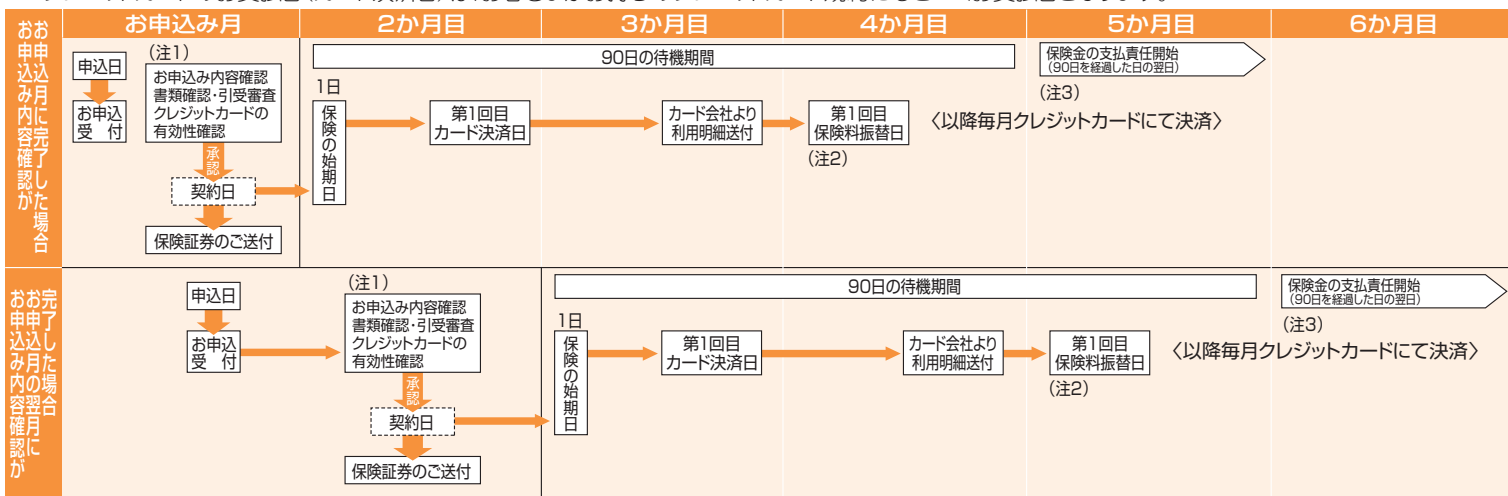 お申込み月
2か月目
3か月目
4か月目
5か月目
6か月目
お申込み内容確認が
お申込月に完了した場合
申込日
お申込
受 付
(注1)
お申込み内容確認
書類確認・引受審査
クレジットカードの
有効性確認
承認
契約日
保険証券のご送付
90日の待機期間
1日
保険の始期日
第1回目
カード決済日
カード会社より
利用明細送付
第1回目
保険料振替日
(注2)
保険金の支払責任開始
(90日を経過した日の翌日)
(注3)
〈以降毎月クレジットカードにて決済〉
お申込み内容確認が
お申込月の翌月に
完了した場合
申込日
お申込
受 付
(注1)
お申込み内容確認
書類確認・引受審査
クレジットカードの
有効性確認
承認
契約日
保険証券のご送付
90日の待機期間
1日
保険の始期日
第1回目
カード決済日
カード会社より
利用明細送付
第1回目
保険料振替日
(注2)
保険金の支払責任開始
(90日を経過した日の翌日)
(注3)
〈以降毎月クレジットカードにて決済〉